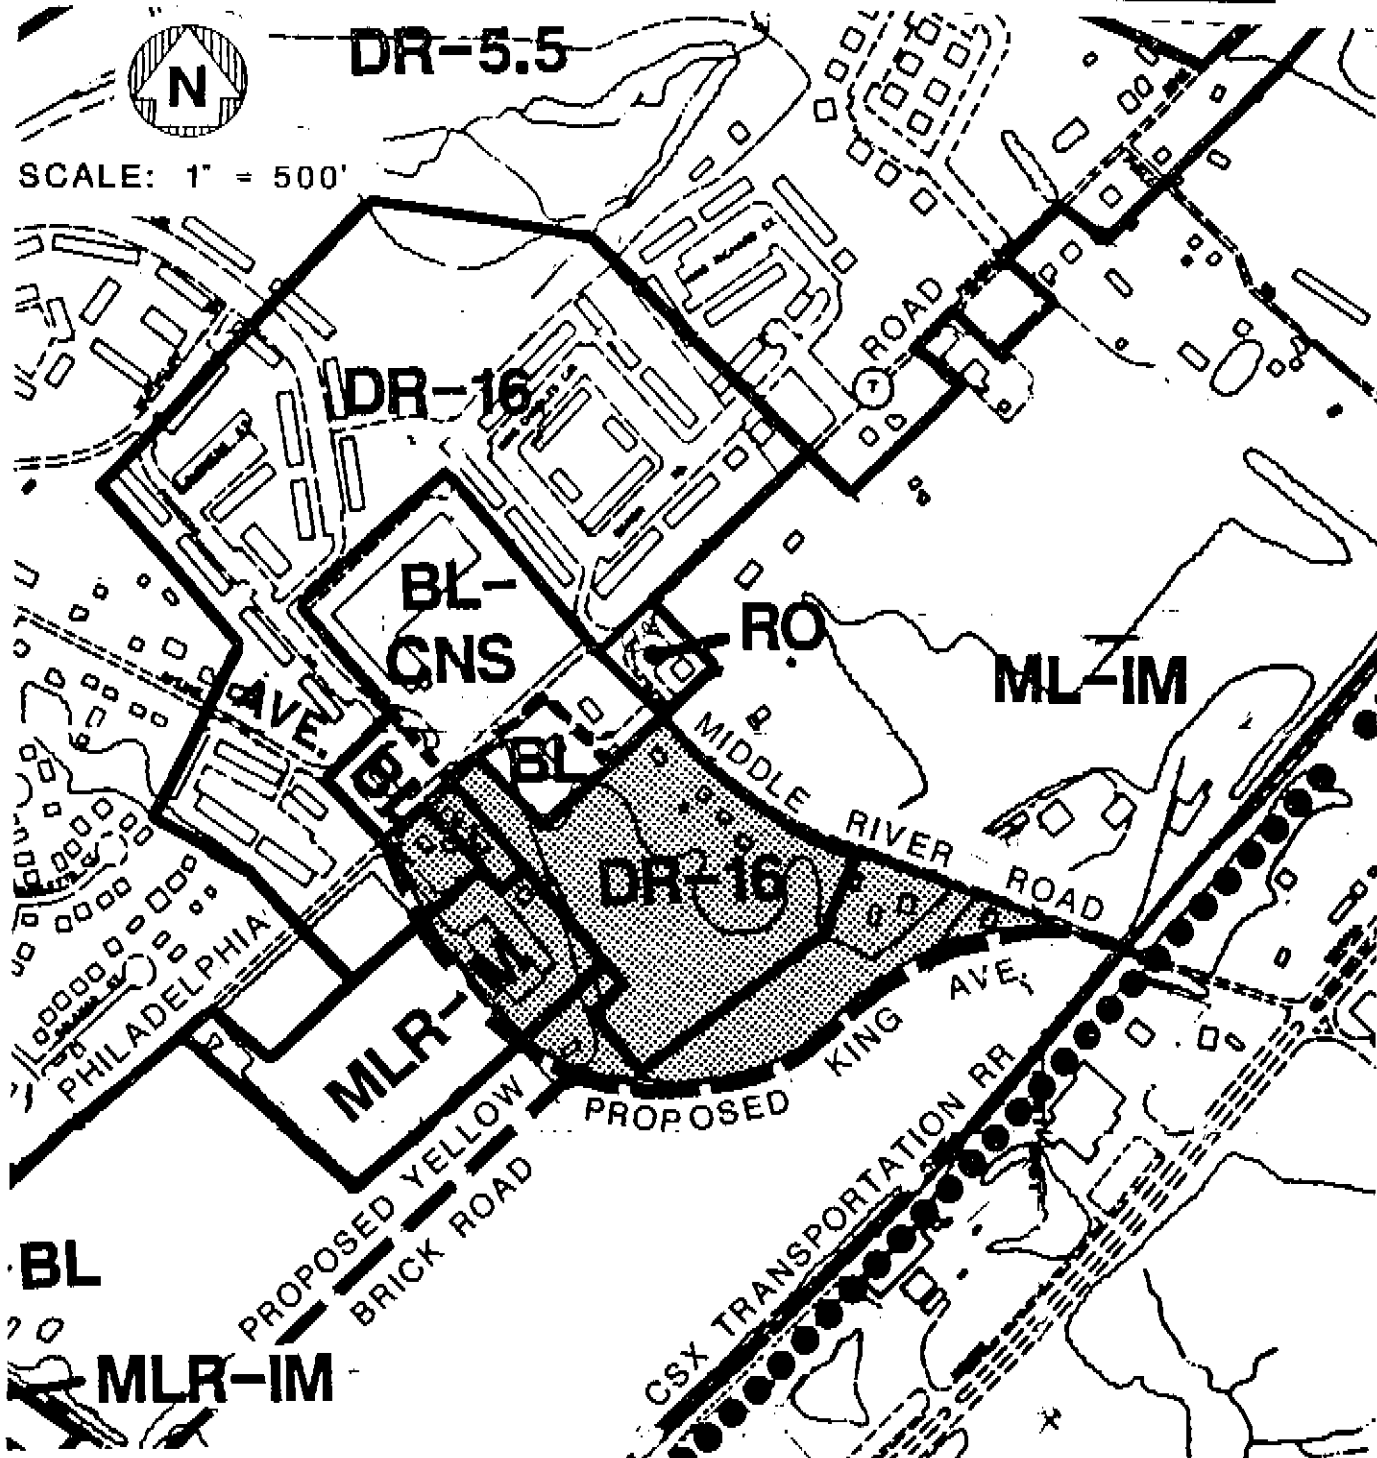 DR-5.5
N
SCALE: 1" = 500'
ROAD
T
DR-16
BL-
CNS
RO
ML-IM
AVE.
BL
BL
MIDDLE RIVER ROAD
DR-16
PHILADELPHIA
MLR-IM
PROPOSED KING AVE.
PROPOSED YELLOW
BRICK ROAD
CSX TRANSPORTATION RR
BL
MLR-IM